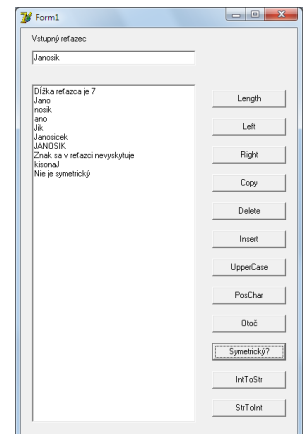 Form1
Vstupný reťazec
Janosik
Dĺžka reťazca je 7
Jano
nosik
ano
Jik
Janosicek
JANOSIK
Znak sa v reťazci nevyskytuje
kisonaJ
Nie je symetrický
Length
Left
Right
Copy
Delete
Insert
UpperCase
PosChar
Otoč
Symetrický?
IntToStr
StrToInt